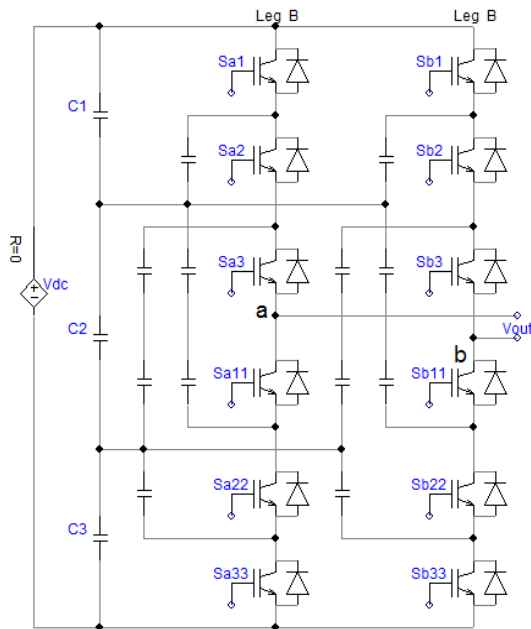 Leg B
Leg B
Sa1
Sb1
C1
Sa2
Sb2
R=0
Sa3
Sb3
Vdc
a
Vout
C2
b
Sa11
Sb11
Sa22
Sb22
C3
Sa33
Sb33